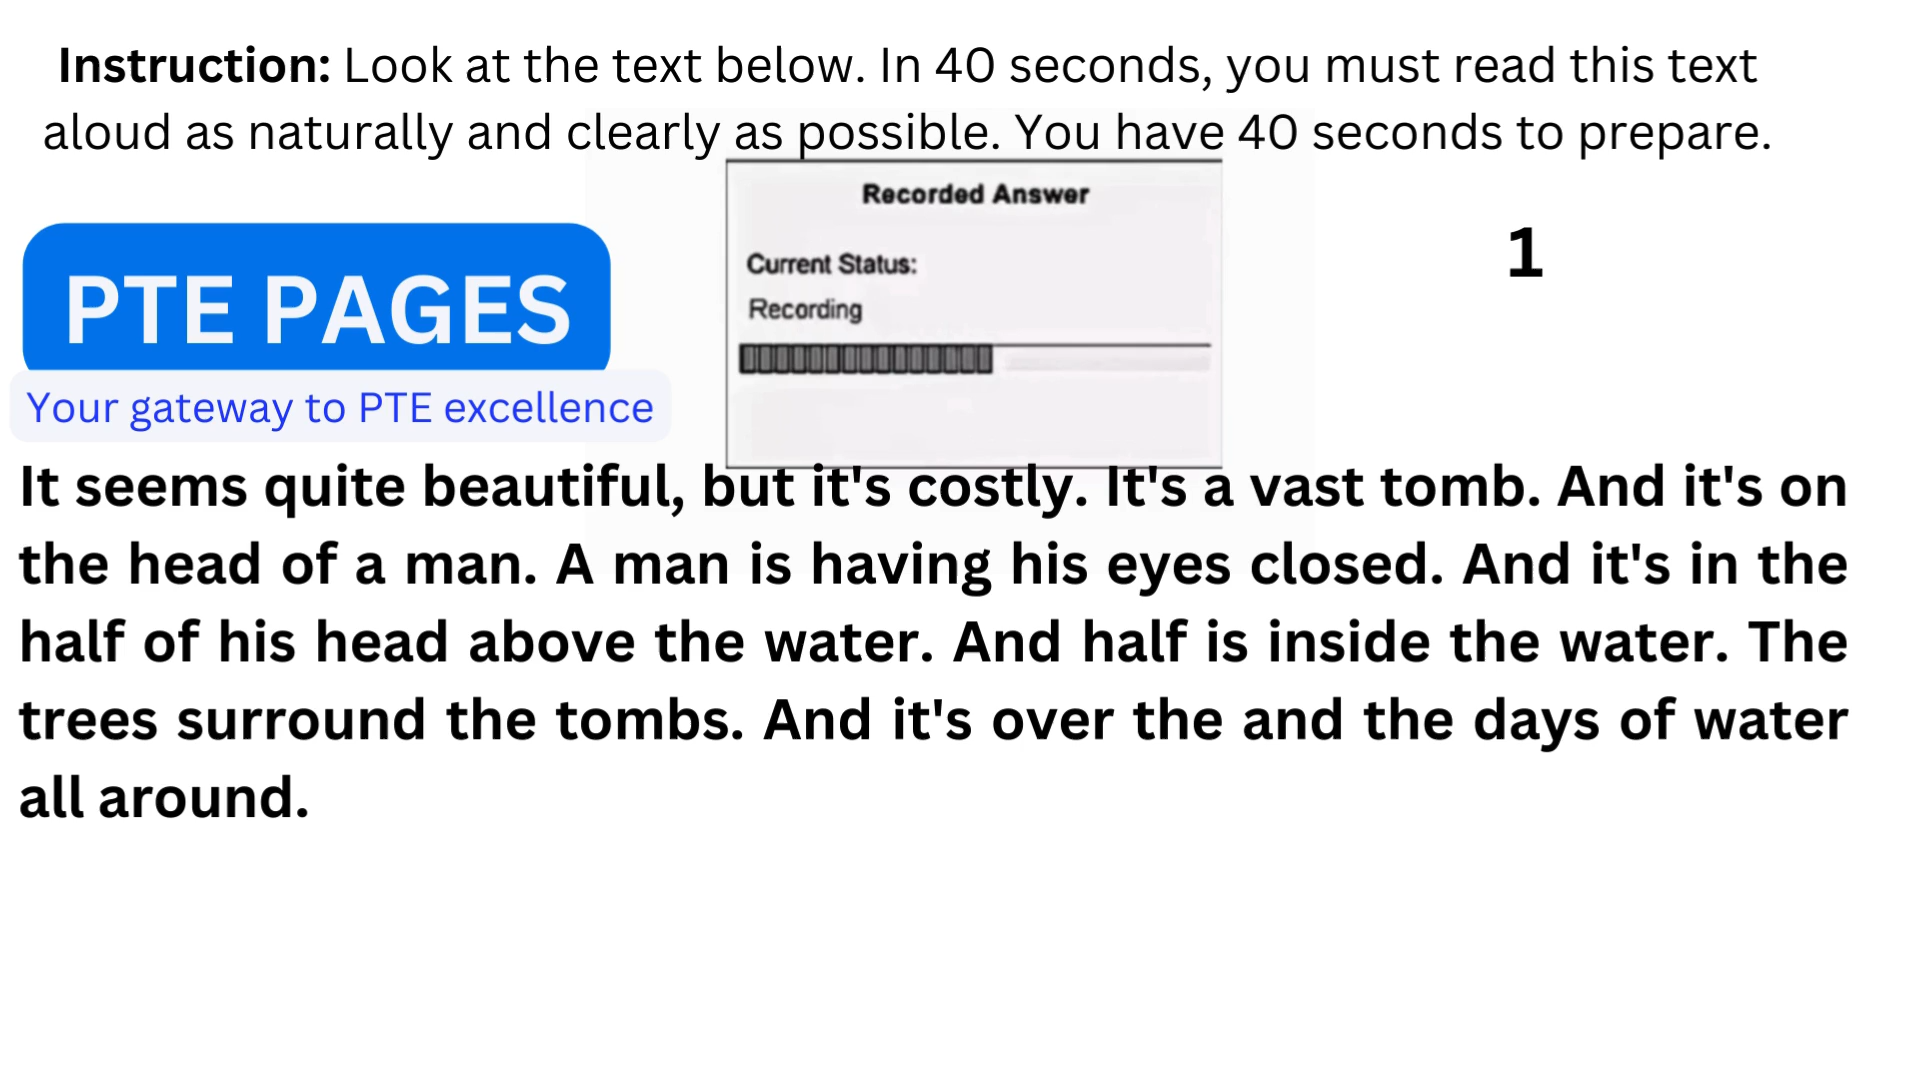 Instruction: Look at the text below. In 40 seconds, you must read this text
aloud as naturally and clearly as possible. You have 40 seconds to prepare.
Recorded Answer
Current Status:
Recording
1
PTE PAGES
Your gateway to PTE excellence
It seems quite beautiful, but it's costly. It's a vast tomb. And it's on
the head of a man. A man is having his eyes closed. And it's in the
half of his head above the water. And half is inside the water. The
trees surround the tombs. And it's over the and the days of water
all around.